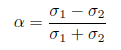 α = (σ₁ − σ₂) / (σ₁ + σ₂)